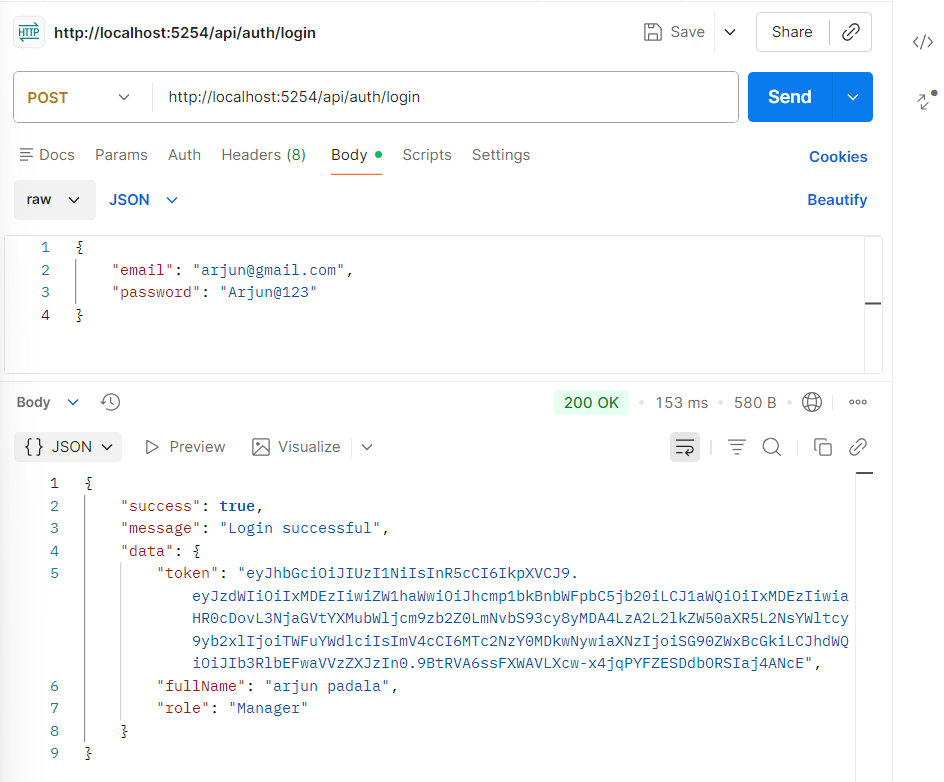 HTTP http://localhost:5254/api/auth/login Save Share
POST http://localhost:5254/api/auth/login Send
Docs Params Auth Headers (8) Body Scripts Settings Cookies
raw JSON Beautify
1 {
2 "email": "arjun@gmail.com",
3 "password": "Arjun@123"
4 }
Body 200 OK 153 ms 580 B
{} JSON Preview Visualize
1 {
2 "success": true,
3 "message": "Login successful",
4 "data": {
5 "token": "eyJhbGciOiJIUzI1NiIsInR5cCI6IkpXVCJ9.
eyJzdWIiOiIxMDEzIiwiZW1haWwiOiJhcmp1bkBnbWFpbC5jb20iLCJ1aWQiOiIxMDEzIiwia
HR0cDovL3NjaGVtYXMubWljcm9zb2Z0LmNvbS93cy8yMDA4LzA2L2lkZW50aXR5L2NsYWltcy
9yb2xlIjoiTWFuYWdlciIsImV4cCI6MTc2NzY0MDkwNywiaXNzIjoiSG90ZWxBcGkiLCJhdWQ
iOiJIb3RlbEFwaVVzZXJzIn0.9BtRVA6ssFXWAVLXcw-x4jqPYFZESDdbORSIaj4ANcE",
6 "fullName": "arjun padala",
7 "role": "Manager"
8 }
9 }